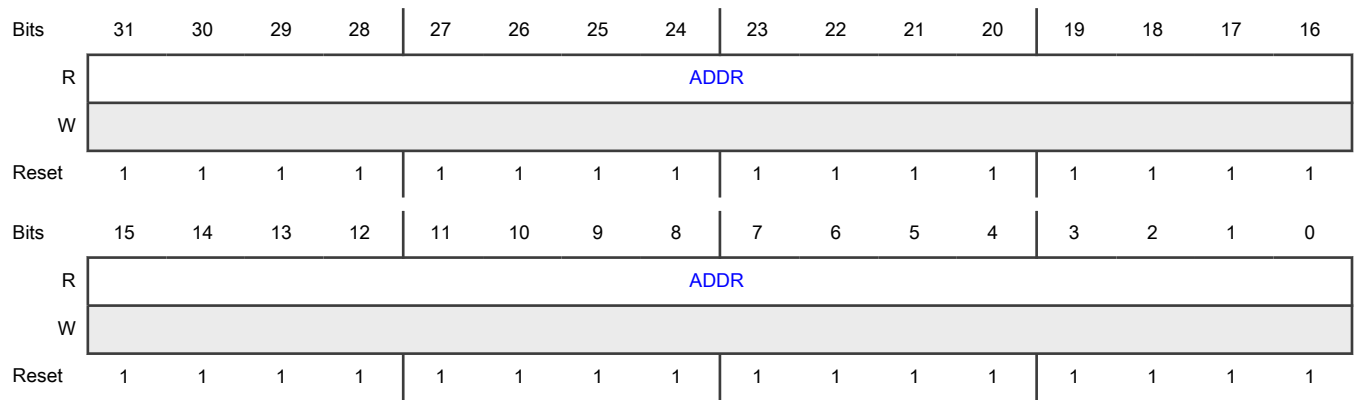 Bits 31 30 29 28 27 26 25 24 23 22 21 20 19 18 17 16
R ADDR
W
Reset 1 1 1 1 1 1 1 1 1 1 1 1 1 1 1 1
Bits 15 14 13 12 11 10 9 8 7 6 5 4 3 2 1 0
R ADDR
W
Reset 1 1 1 1 1 1 1 1 1 1 1 1 1 1 1 1